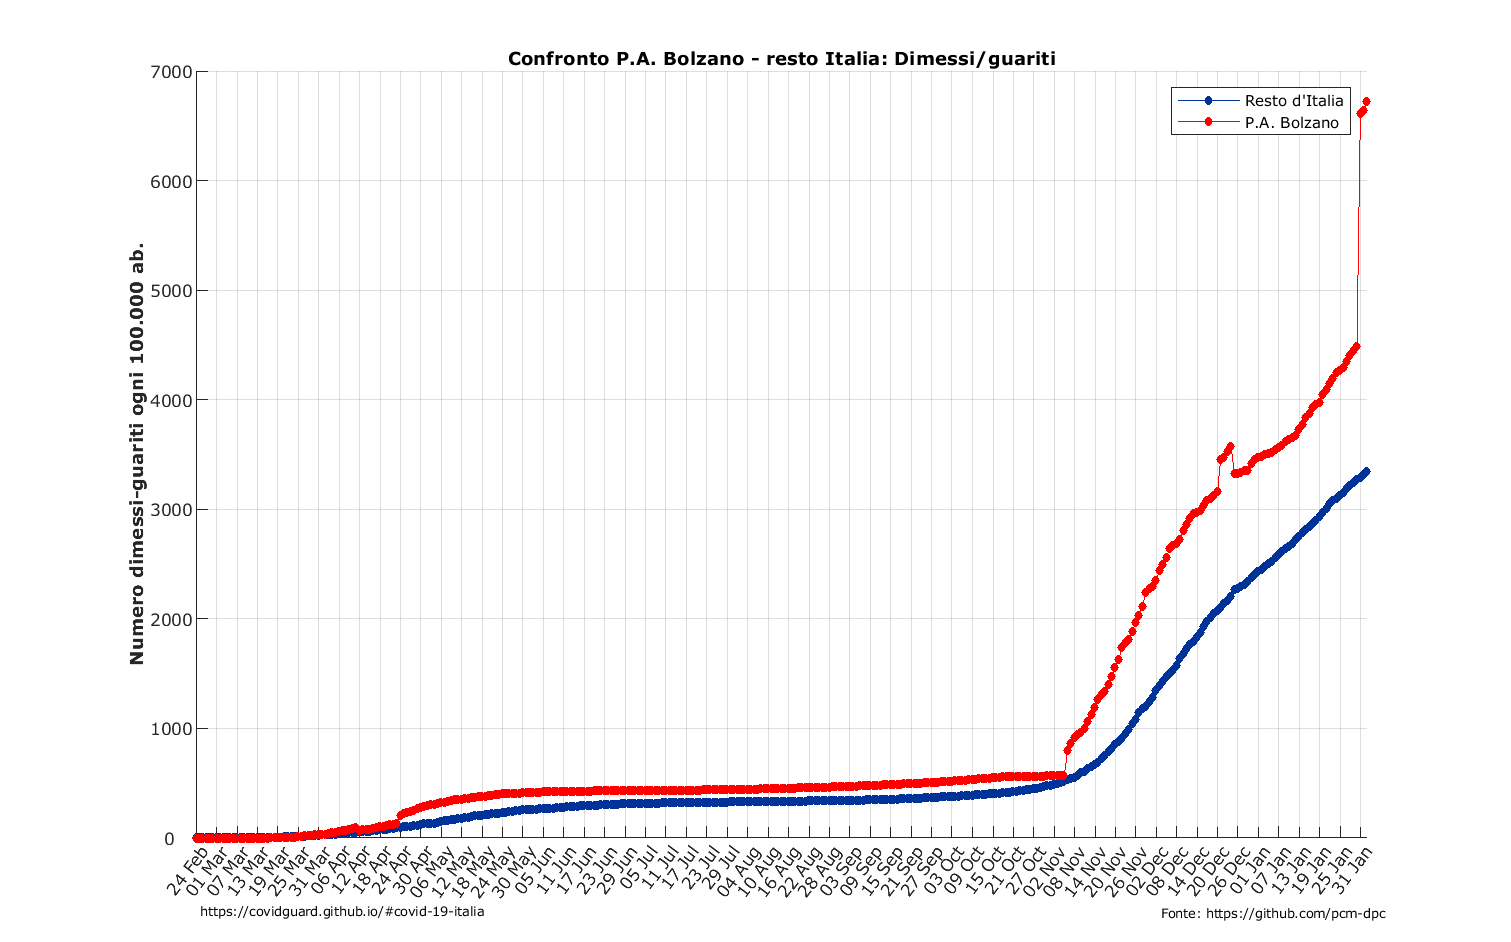 Confronto P.A. Bolzano - resto Italia: Dimessi/guariti
Resto d'Italia
P.A. Bolzano
Numero dimessi-guariti ogni 100.000 ab.
7000
6000
5000
4000
3000
2000
1000
0
24 Feb
01 Mar
07 Mar
13 Mar
19 Mar
25 Mar
31 Mar
06 Apr
12 Apr
18 Apr
24 Apr
30 Apr
06 May
12 May
18 May
24 May
30 May
05 Jun
11 Jun
17 Jun
23 Jun
29 Jun
05 Jul
11 Jul
17 Jul
23 Jul
29 Jul
04 Aug
10 Aug
16 Aug
22 Aug
28 Aug
03 Sep
09 Sep
15 Sep
21 Sep
27 Sep
03 Oct
09 Oct
15 Oct
21 Oct
27 Oct
02 Nov
08 Nov
14 Nov
20 Nov
26 Nov
02 Dec
08 Dec
14 Dec
20 Dec
26 Dec
01 Jan
07 Jan
13 Jan
19 Jan
25 Jan
31 Jan
https://covidguard.github.io/#covid-19-italia
Fonte: https://github.com/pcm-dpc